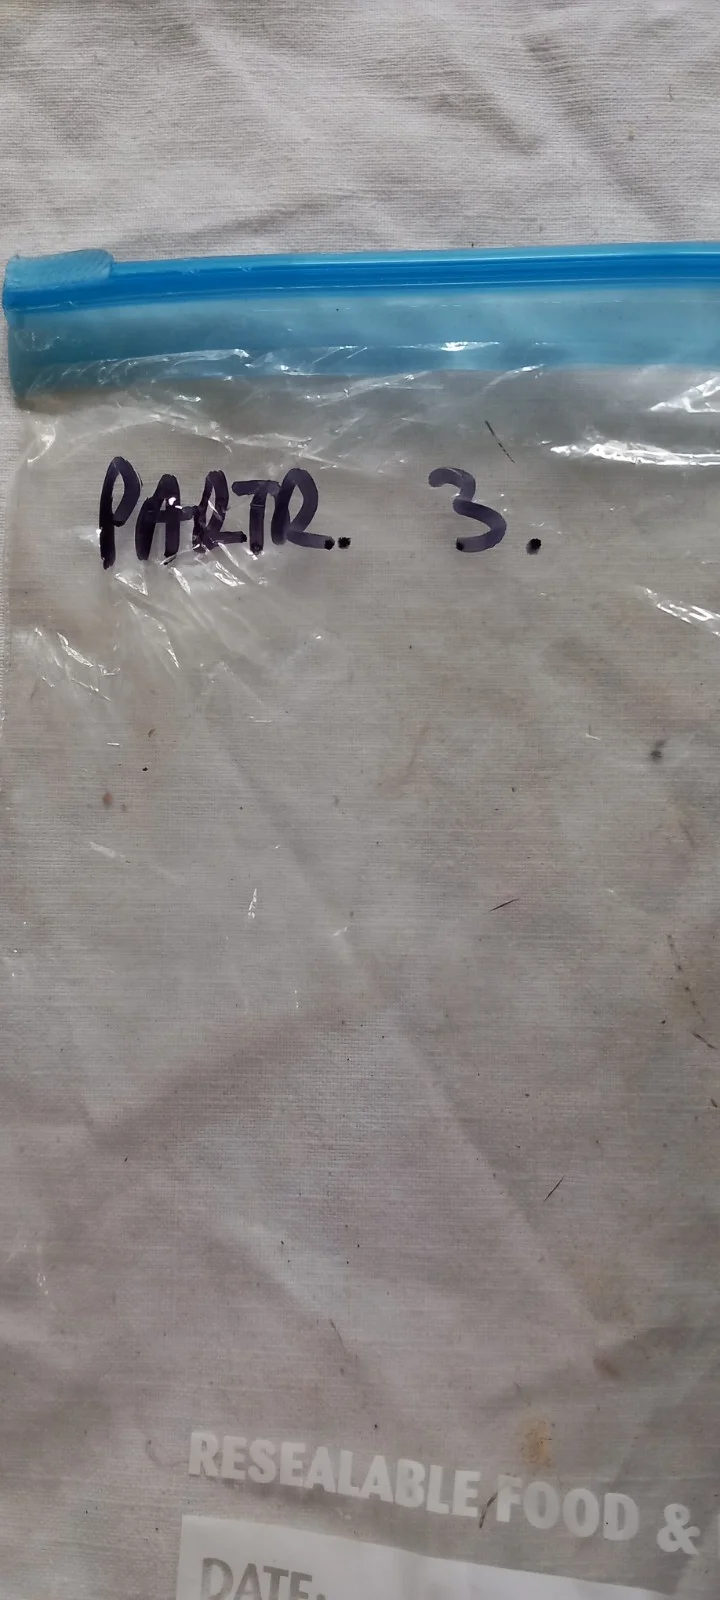 PARTR. 3.
RESEALABLE FOOD &
DATE: